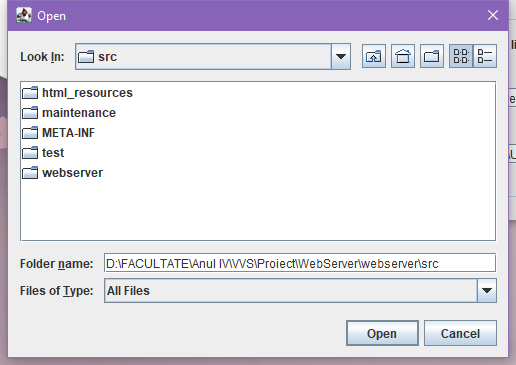 Open
Look In: src
html_resources
maintenance
META-INF
test
webserver
Folder name: D:\FACULTATE\Anul IV\VVS\Proiect\WebServer\webserver\src
Files of Type: All Files
Open Cancel